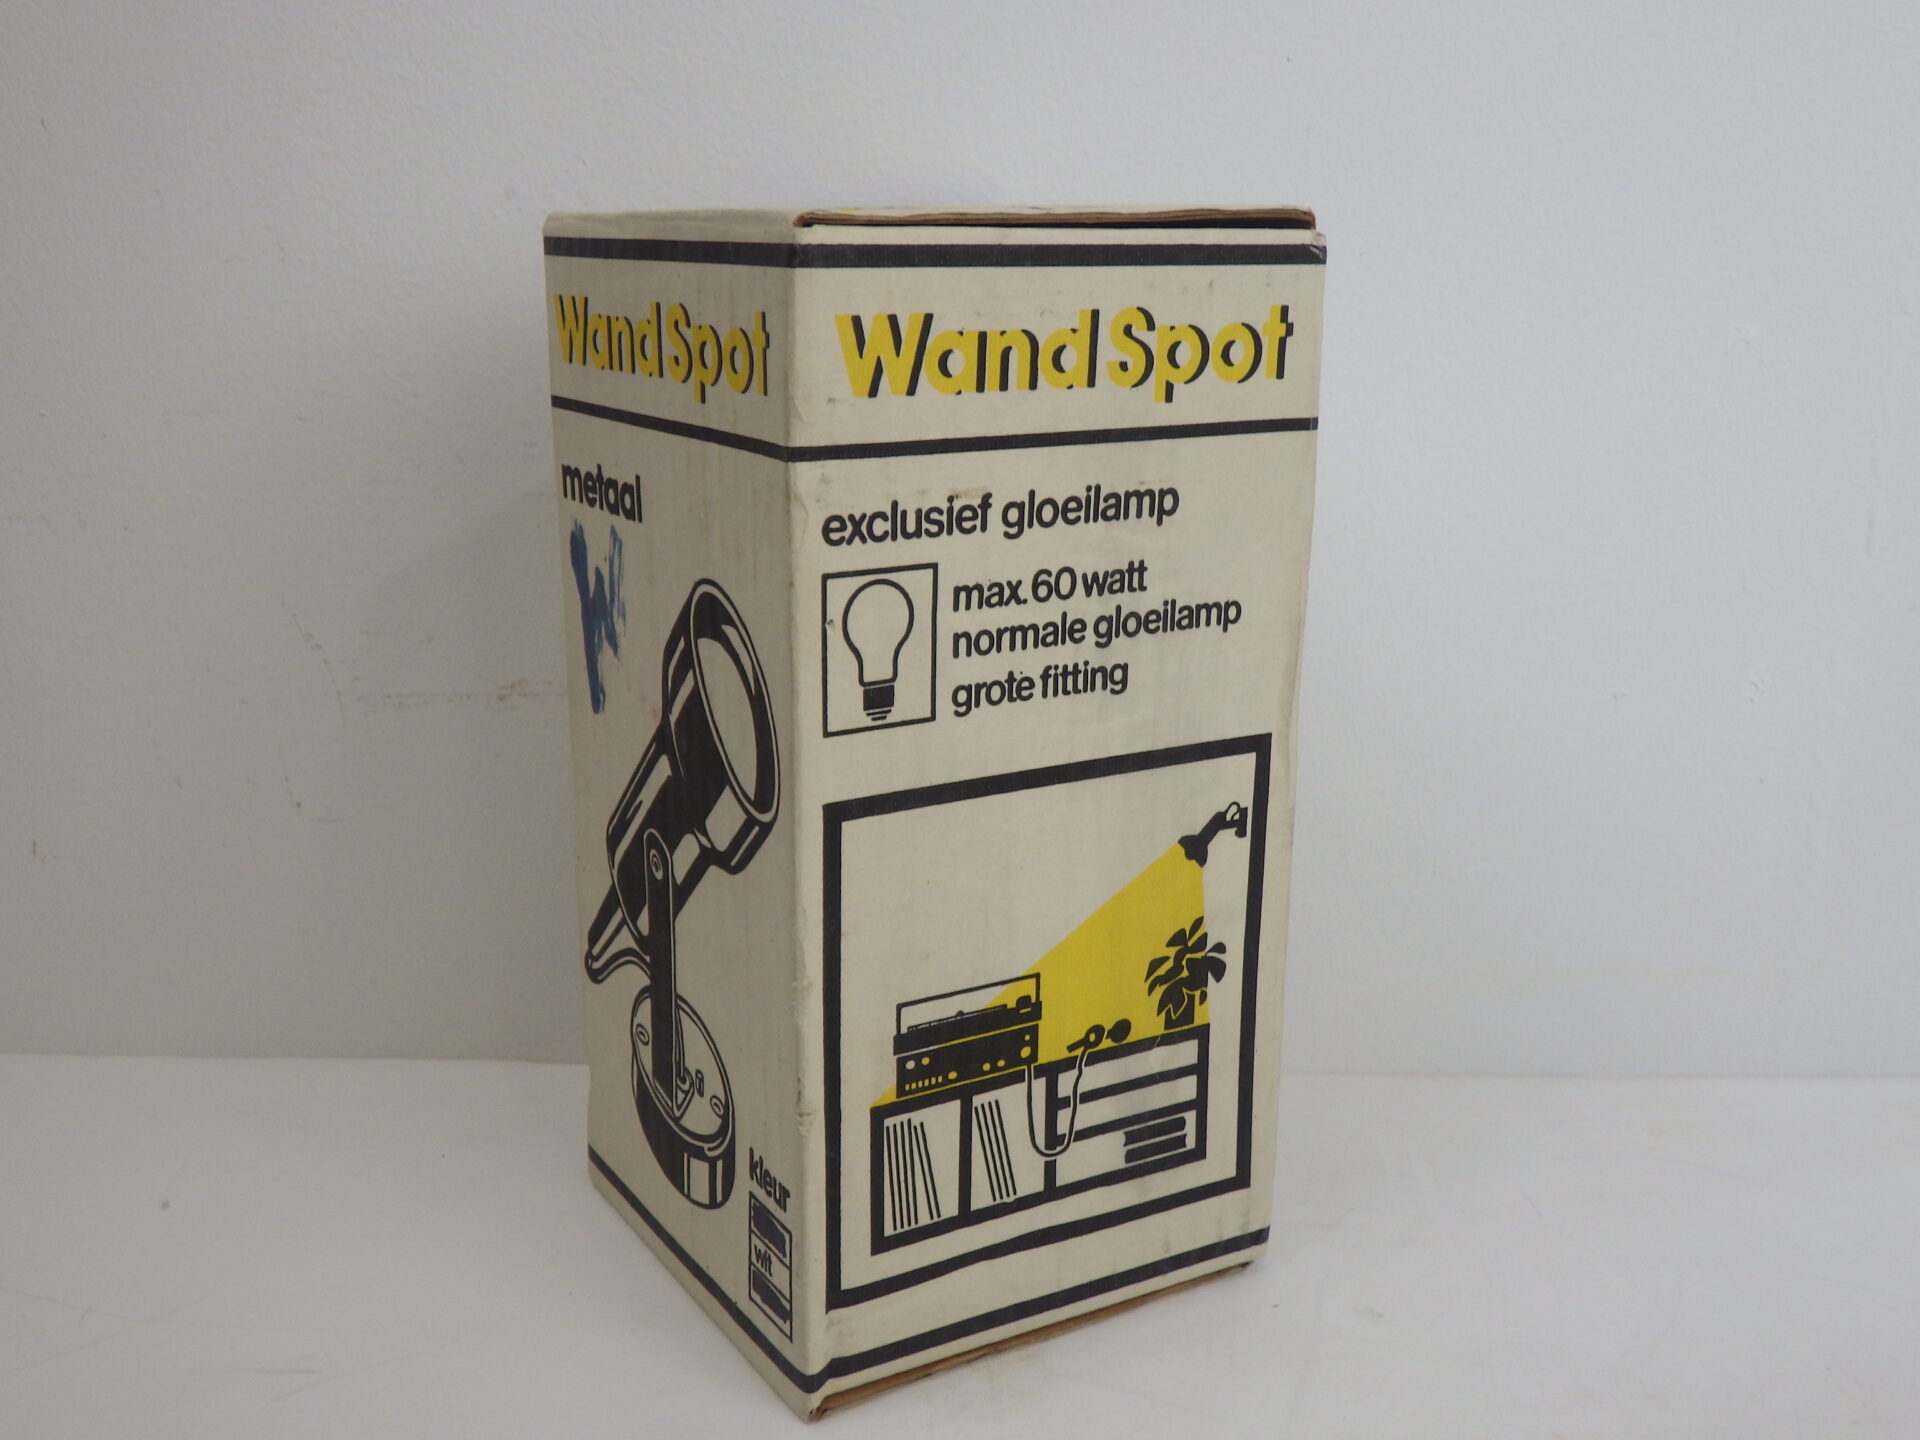 Wand Spot
metaal
kleur
wit
Wand Spot
exclusief gloeilamp
max. 60 watt
normale gloeilamp
grote fitting